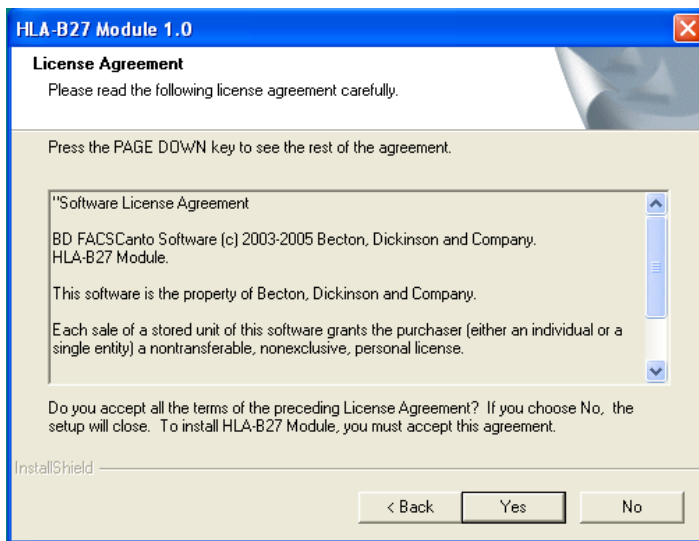 HLA-B27 Module 1.0
License Agreement
Please read the following license agreement carefully.
Press the PAGE DOWN key to see the rest of the agreement.
"Software License Agreement
BD FACSCanto Software (c) 2003-2005 Becton, Dickinson and Company.
HLA-B27 Module.
This software is the property of Becton, Dickinson and Company.
Each sale of a stored unit of this software grants the purchaser (either an individual or a
single entity) a nontransferable, nonexclusive, personal license.
Do you accept all the terms of the preceding License Agreement? If you choose No, the
setup will close. To install HLA-B27 Module, you must accept this agreement.
InstallShield
< Back Yes No